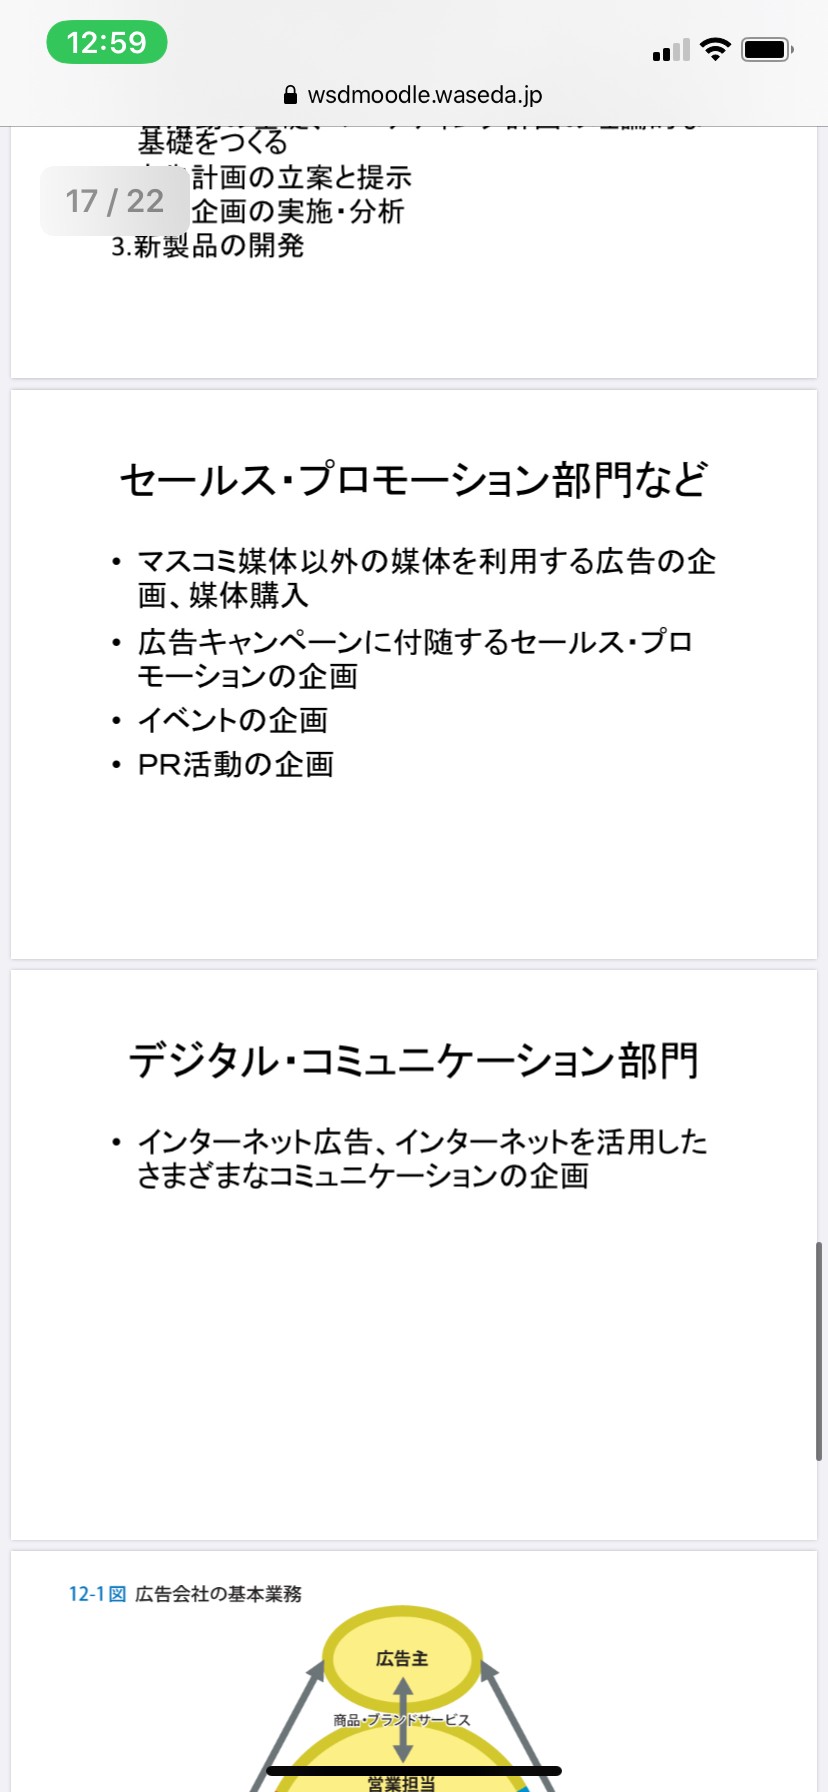 12:59
wsdmoodle.waseda.jp
基礎をつくる
計画の立案と提示
17 / 22
企画の実施・分析
3.新製品の開発
セールス・プロモーション部門など
• マスコミ媒体以外の媒体を利用する広告の企
画、媒体購入
• 広告キャンペーンに付随するセールス・プロ
モーションの企画
• イベントの企画
• PR活動の企画
デジタル・コミュニケーション部門
• インターネット広告、インターネットを活用した
さまざまなコミュニケーションの企画
12-1図 広告会社の基本業務
広告主
商品・ブランドサービス
営業担当